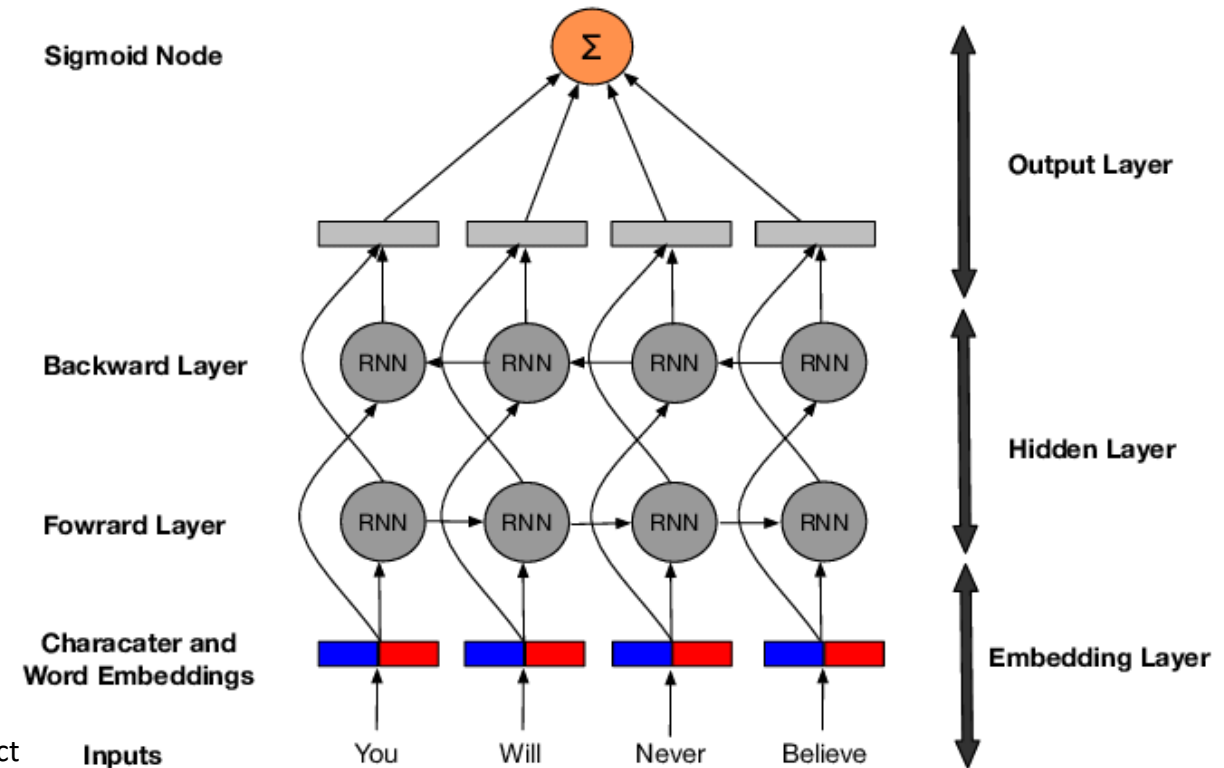 Σ
Sigmoid Node
Output Layer
RNN RNN RNN RNN
Backward Layer
Hidden Layer
RNN RNN RNN RNN
Fowrard Layer
Characater and
Word Embeddings
Embedding Layer
ct
Inputs
You Will Never Believe